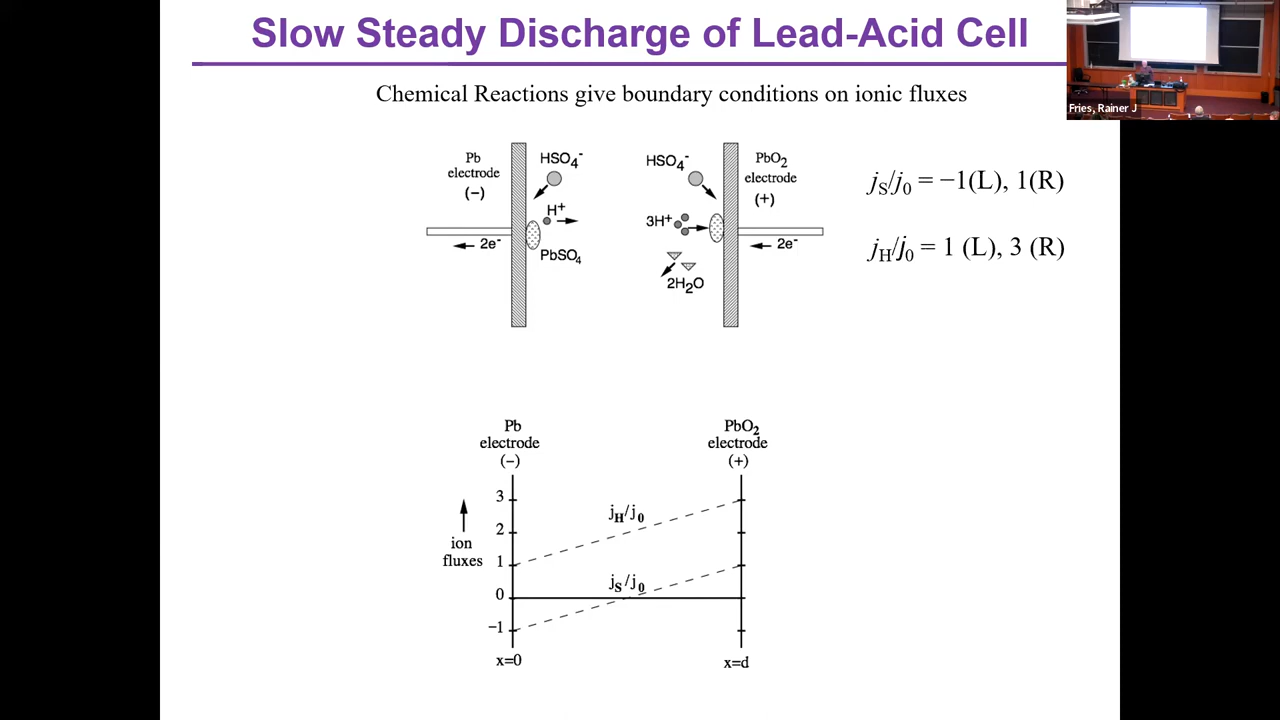 Slow Steady Discharge of Lead-Acid Cell
Fries, Rainer J
Chemical Reactions give boundary conditions on ionic fluxes
Pb
electrode
(−)
HSO₄⁻
H⁺
2e⁻
PbSO₄
HSO₄⁻
3H⁺
2H₂O
PbO₂
electrode
(+)
2e⁻
jS/j0 = −1(L), 1(R)
jH/j0 = 1 (L), 3 (R)
Pb
electrode
(−)
PbO₂
electrode
(+)
3
2
1
0
−1
ion
fluxes
jH/j0
jS/j0
x=0
x=d